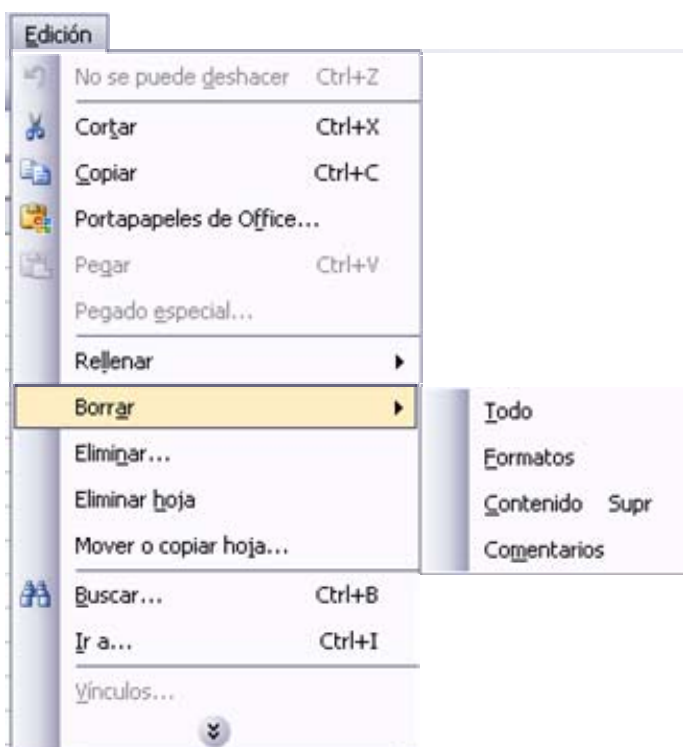 Edición
No se puede deshacer Ctrl+Z
Cortar Ctrl+X
Copiar Ctrl+C
Portapapeles de Office...
Pegar Ctrl+V
Pegado especial...
Rellenar
Borrar
Todo
Formatos
Contenido Supr
Comentarios
Eliminar...
Eliminar hoja
Mover o copiar hoja...
Buscar... Ctrl+B
Ir a... Ctrl+I
Vínculos...